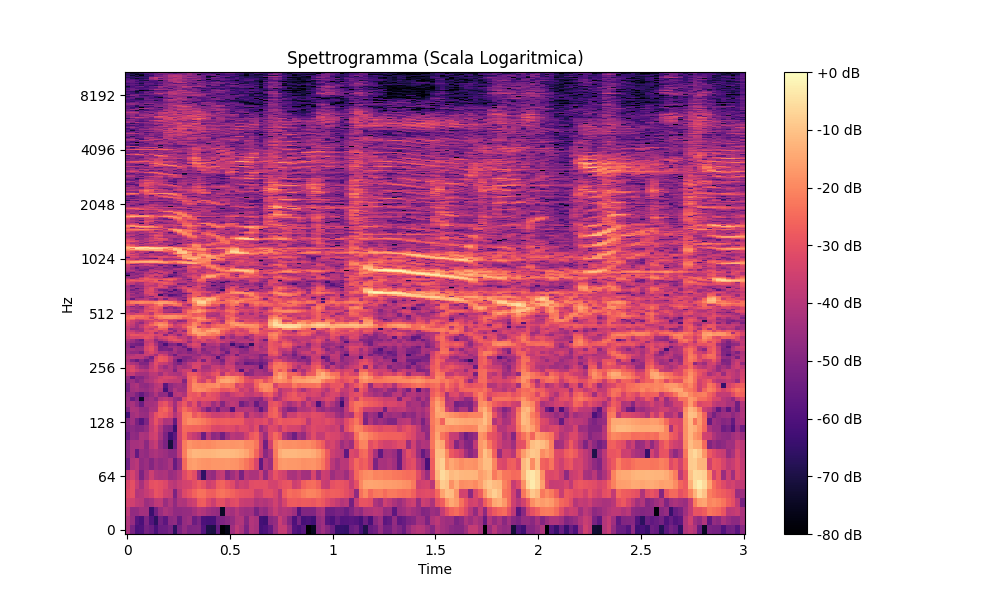 Spettrogramma (Scala Logaritmica)
Hz
8192
4096
2048
1024
512
256
128
64
0
0
0.5
1
1.5
2
2.5
3
Time
+0 dB
-10 dB
-20 dB
-30 dB
-40 dB
-50 dB
-60 dB
-70 dB
-80 dB